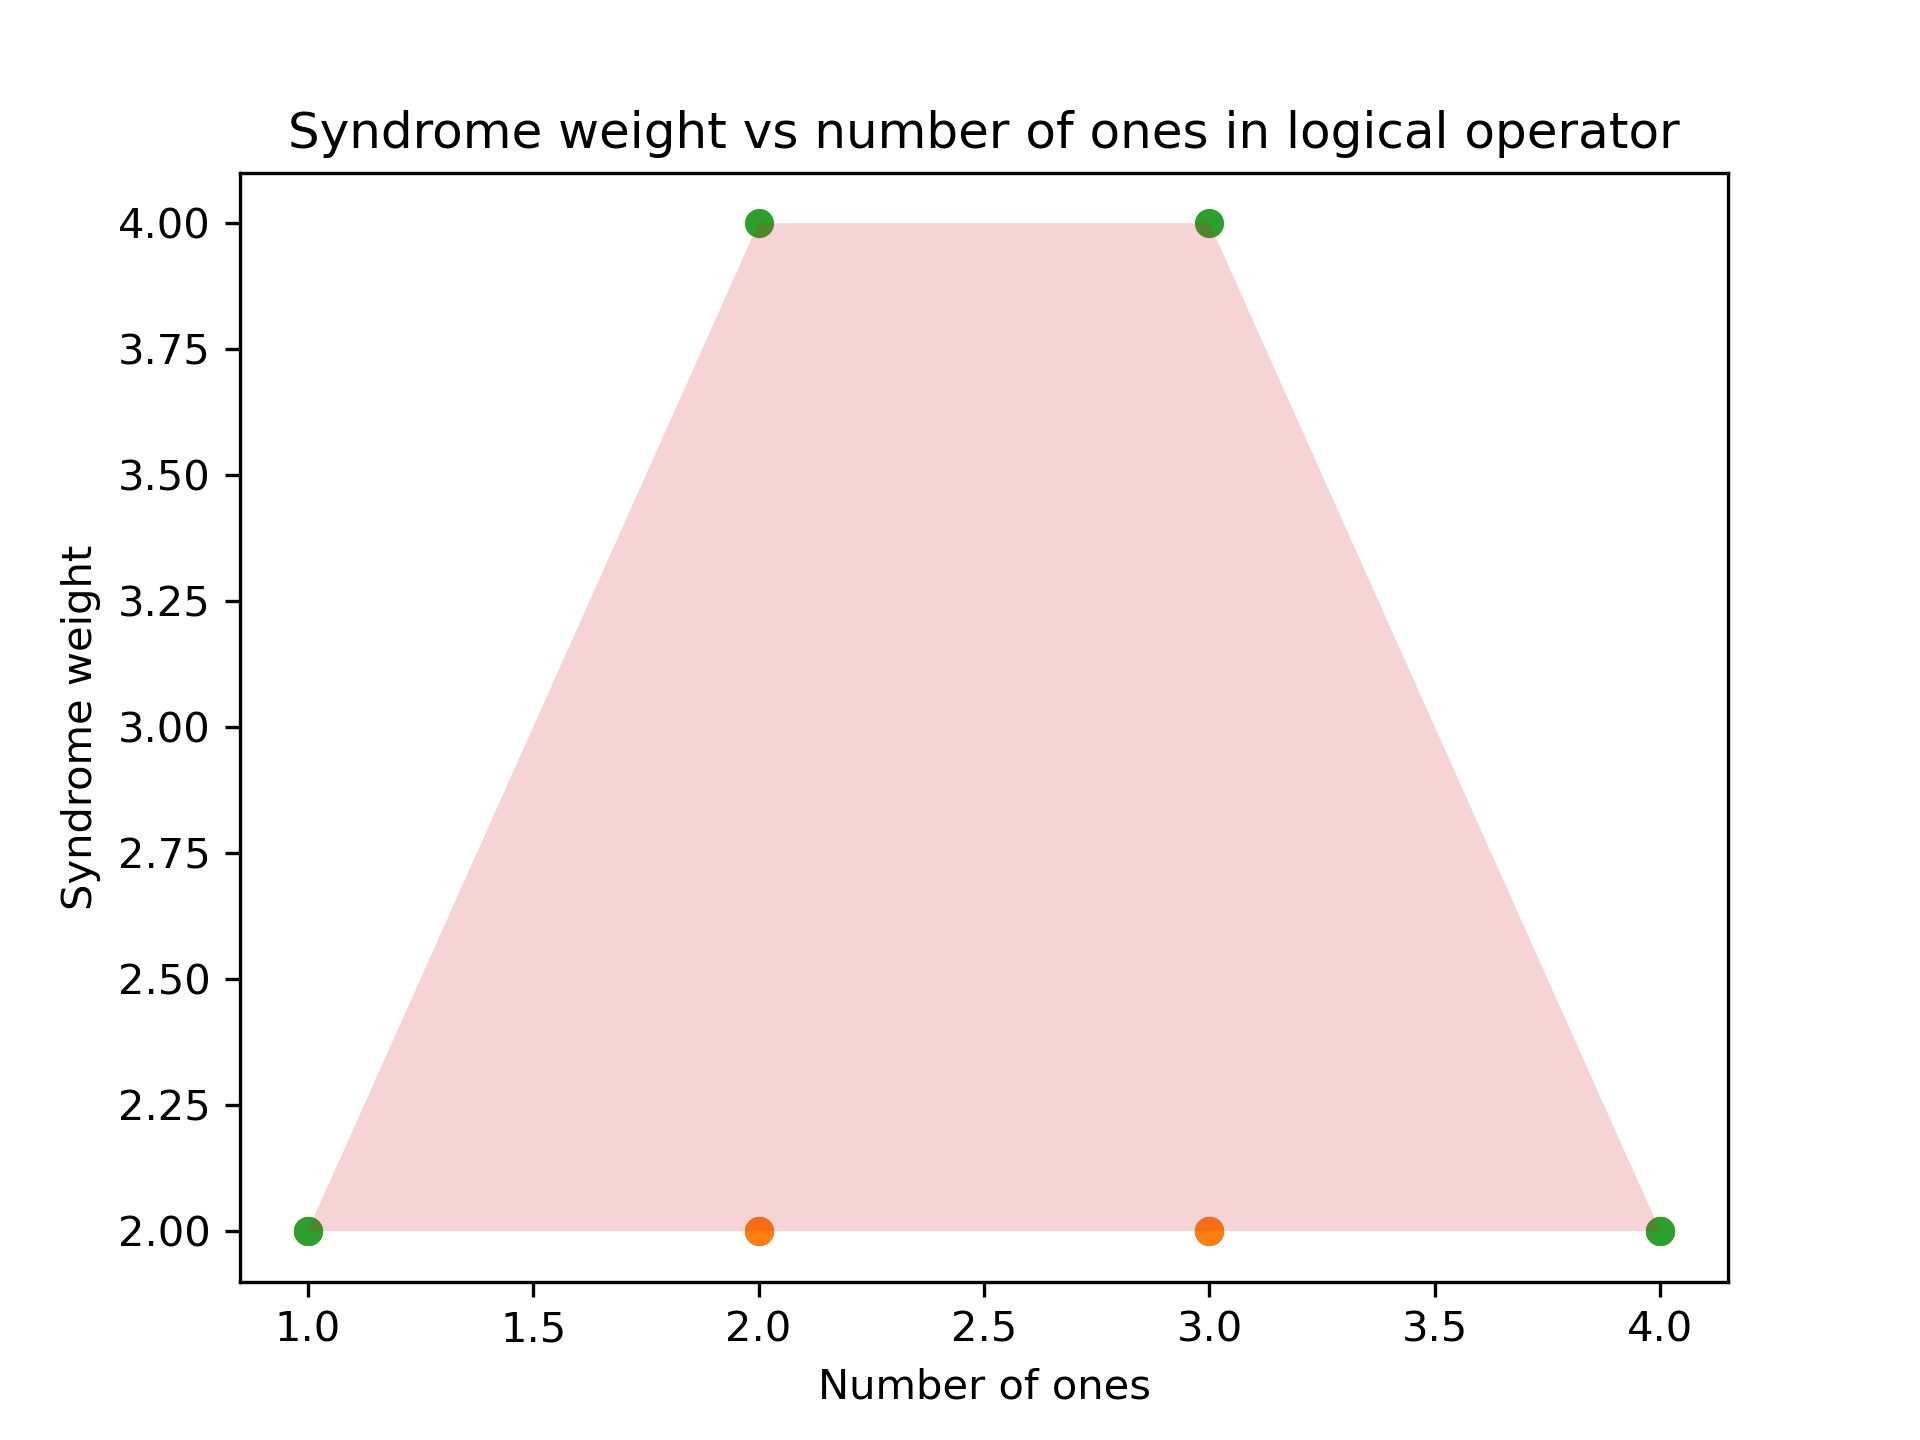 Syndrome weight vs number of ones in logical operator
4.00
3.75
3.50
3.25
3.00
2.75
2.50
2.25
2.00
Syndrome weight
1.0 1.5 2.0 2.5 3.0 3.5 4.0
Number of ones